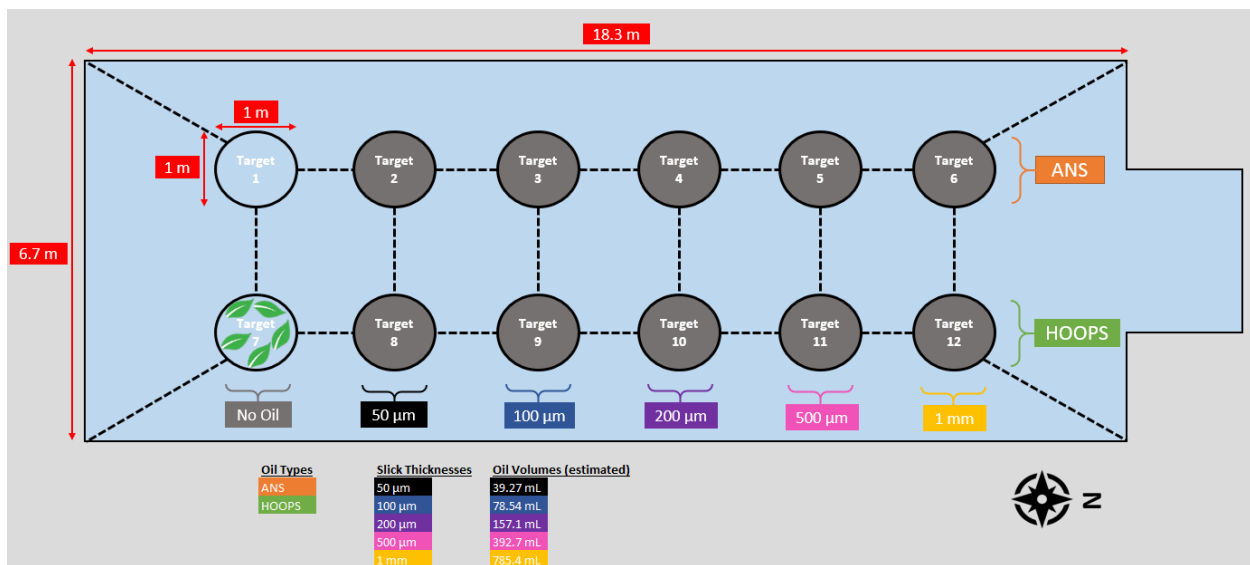 18.3 m
1 m
1 m
6.7 m
Target
1
Target
2
Target
3
Target
4
Target
5
Target
6
ANS
Target
7
Target
8
Target
9
Target
10
Target
11
Target
12
HOOPS
No Oil
50 µm
100 µm
200 µm
500 µm
1 mm
Oil Types
ANS
HOOPS
Slick Thicknesses
50 µm
100 µm
200 µm
500 µm
1 mm
Oil Volumes (estimated)
39.27 mL
78.54 mL
157.1 mL
392.7 mL
785.4 mL
N